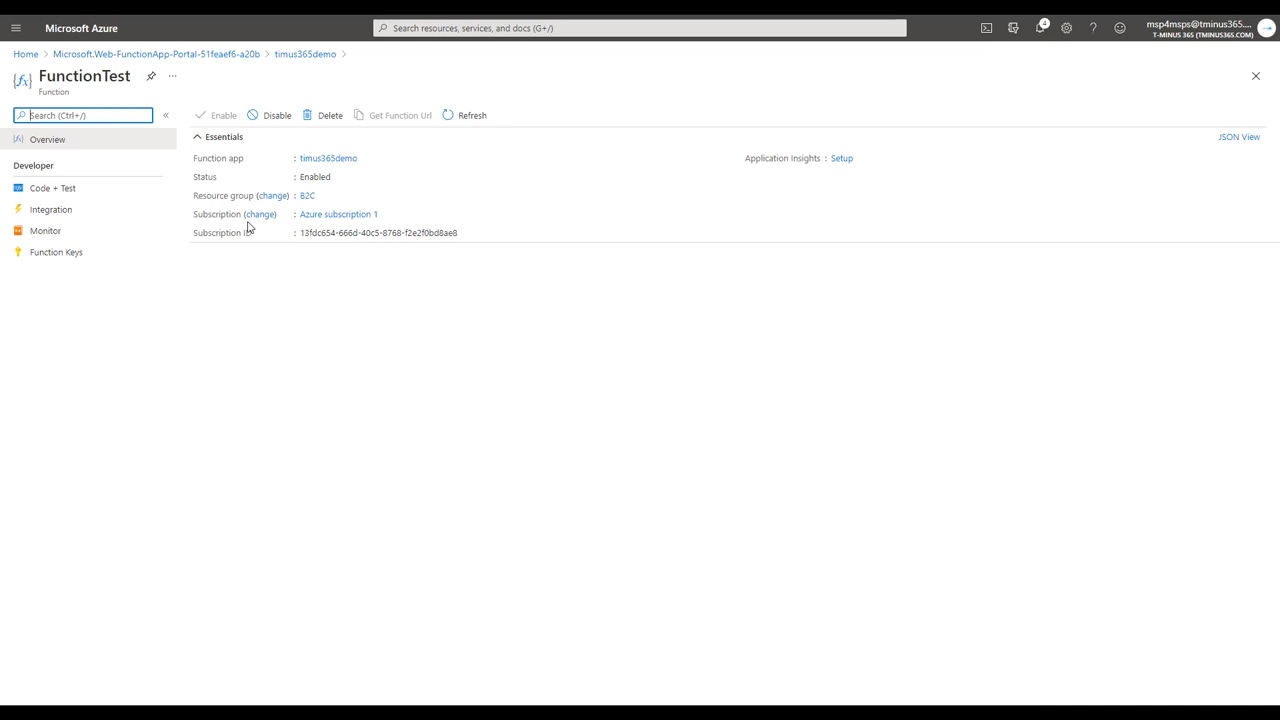 Microsoft Azure
Search resources, services, and docs (G+/)
4
msp4msps@tminus365....
T-MINUS 365 (TMINUS365.COM)
Home > Microsoft.Web-FunctionApp-Portal-51feaef6-a20b > timus365demo >
{fx} FunctionTest ...
Function
Search (Ctrl+/) «
Enable Disable Delete Get Function Url Refresh
Overview
Developer
Code + Test
Integration
Monitor
Function Keys
Essentials
JSON View
Function app : timus365demo
Status : Enabled
Resource group (change) : B2C
Subscription (change) : Azure subscription 1
Subscription : 13fdc654-666d-40c5-8768-f2e2f0bd8ae8
Application Insights : Setup